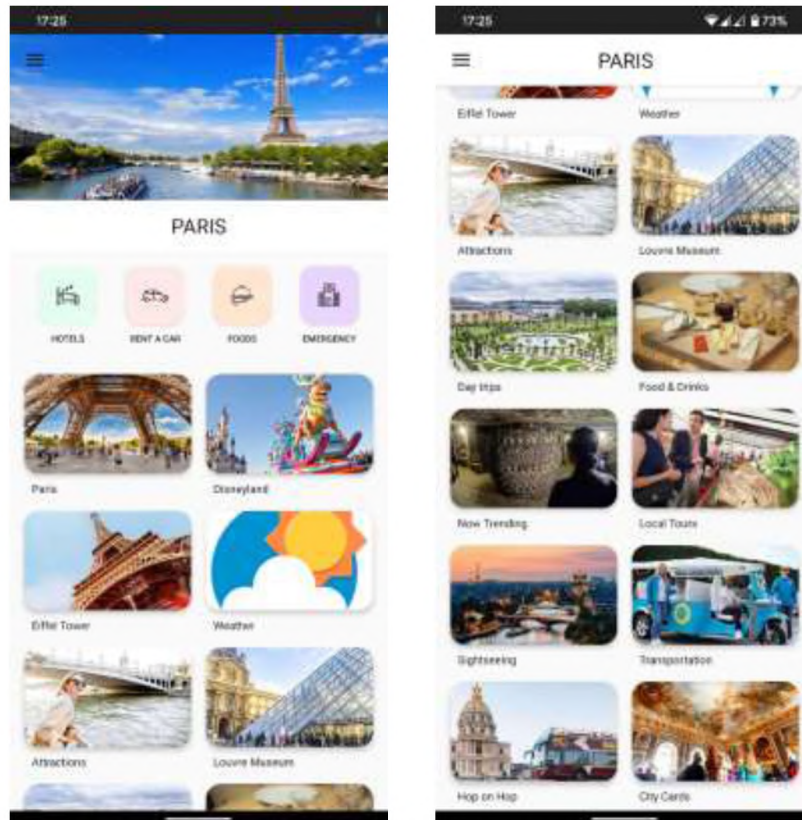 17:25
PARIS
HOTELS RENT A CAR FOODS EMERGENCY
Paris Disneyland
Eiffel Tower Weather
Attractions Louvre Museum
17:25 73%
PARIS
Eiffel Tower Weather
Attractions Louvre Museum
Day trips Food & Drinks
Now Trending Local Tours
Sightseeing Transportation
Hop on Hop City Cards